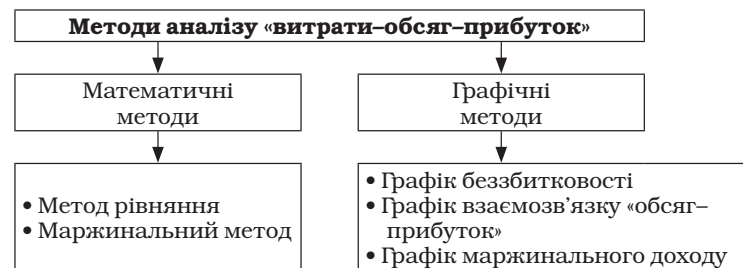 Методи аналізу «витрати–обсяг–прибуток»
Математичні
методи
Графічні
методи
• Метод рівняння
• Маржинальний метод
• Графік беззбитковості
• Графік взаємозв'язку «обсяг–
прибуток»
• Графік маржинального доходу